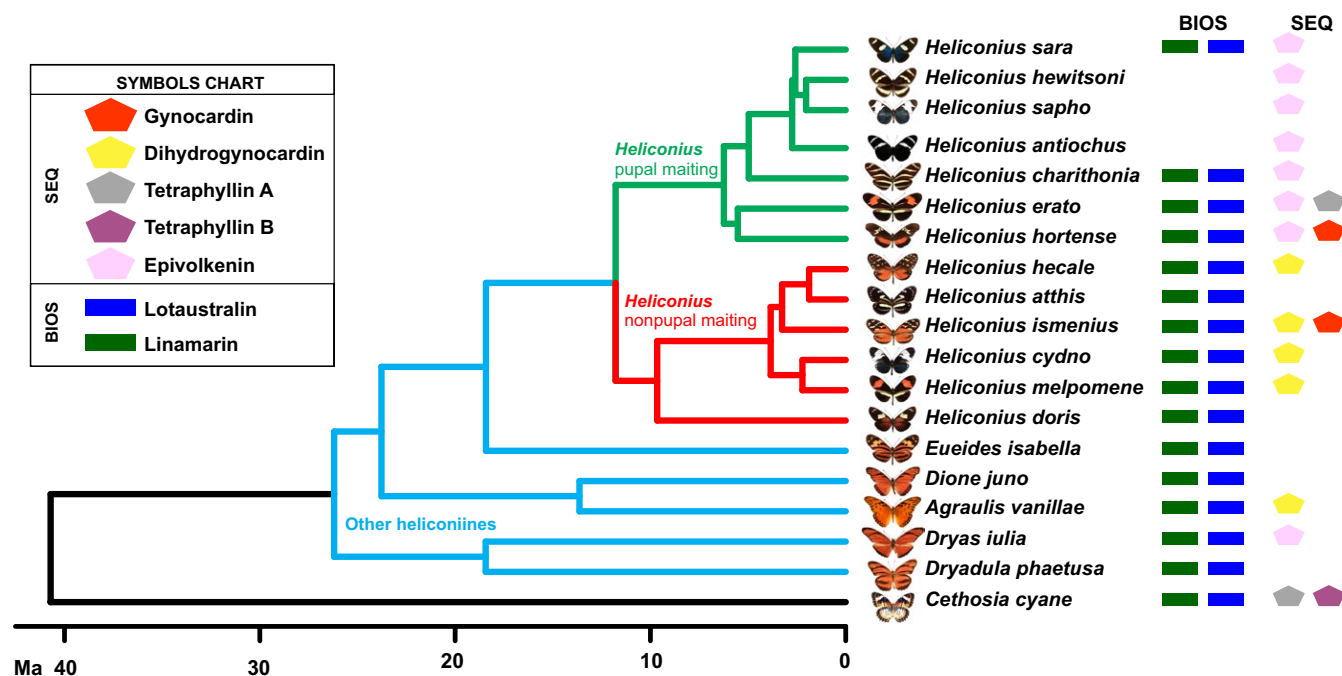 BIOS SEQ
SYMBOLS CHART
SEQ
Gynocardin
Dihydrogynocardin
Tetraphyllin A
Tetraphyllin B
Epivolkenin
BIOS
Lotaustralin
Linamarin
Heliconius
pupal maiting
Heliconius
nonpupal maiting
Other heliconiines
Heliconius sara
Heliconius hewitsoni
Heliconius sapho
Heliconius antiochus
Heliconius charithonia
Heliconius erato
Heliconius hortense
Heliconius hecale
Heliconius atthis
Heliconius ismenius
Heliconius cydno
Heliconius melpomene
Heliconius doris
Eueides isabella
Dione juno
Agraulis vanillae
Dryas iulia
Dryadula phaetusa
Cethosia cyane
Ma 40 30 20 10 0